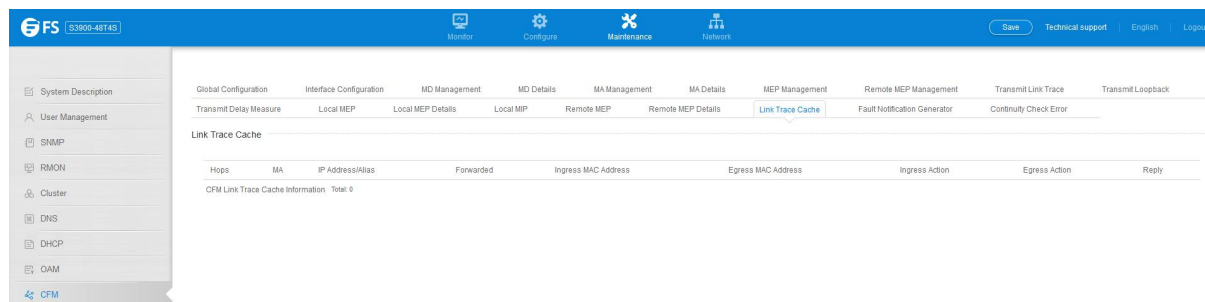 FS S3900-48T4S
Monitor Configure Maintenance Network
Save Technical support English
System Description
User Management
SNMP
RMON
Cluster
DNS
DHCP
OAM
CFM
Global Configuration Interface Configuration MD Management MD Details MA Management MA Details MEP Management Remote MEP Management Transmit Link Trace Transmit Loopback
Transmit Delay Measure Local MEP Local MEP Details Local MIP Remote MEP Remote MEP Details Link Trace Cache Fault Notification Generator Continuity Check Error
Link Trace Cache
Hops MA IP Address/Alias Forwarded Ingress MAC Address Egress MAC Address Ingress Action Egress Action Reply
CFM Link Trace Cache Information Total: 0